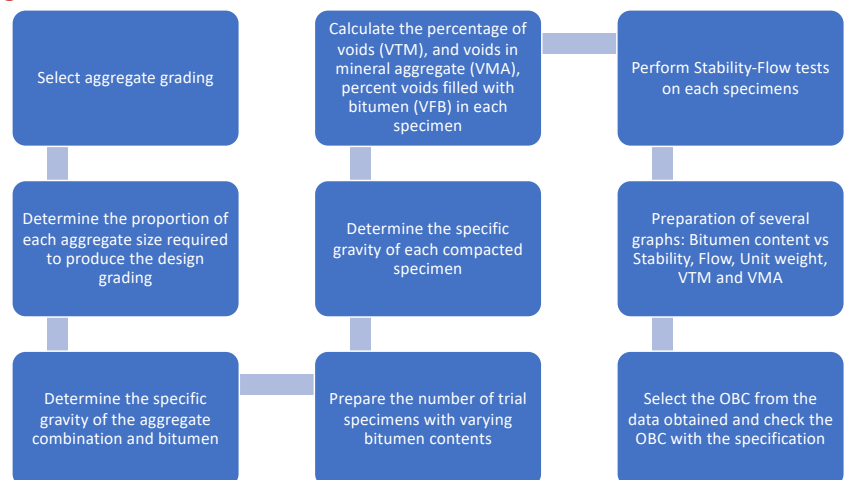 Select aggregate grading
Determine the proportion of
each aggregate size required
to produce the design
grading
Determine the specific
gravity of the aggregate
combination and bitumen
Prepare the number of trial
specimens with varying
bitumen contents
Determine the specific
gravity of each compacted
specimen
Calculate the percentage of
voids (VTM), and voids in
mineral aggregate (VMA),
percent voids filled with
bitumen (VFB) in each
specimen
Perform Stability-Flow tests
on each specimens
Preparation of several
graphs: Bitumen content vs
Stability, Flow, Unit weight,
VTM and VMA
Select the OBC from the
data obtained and check the
OBC with the specification